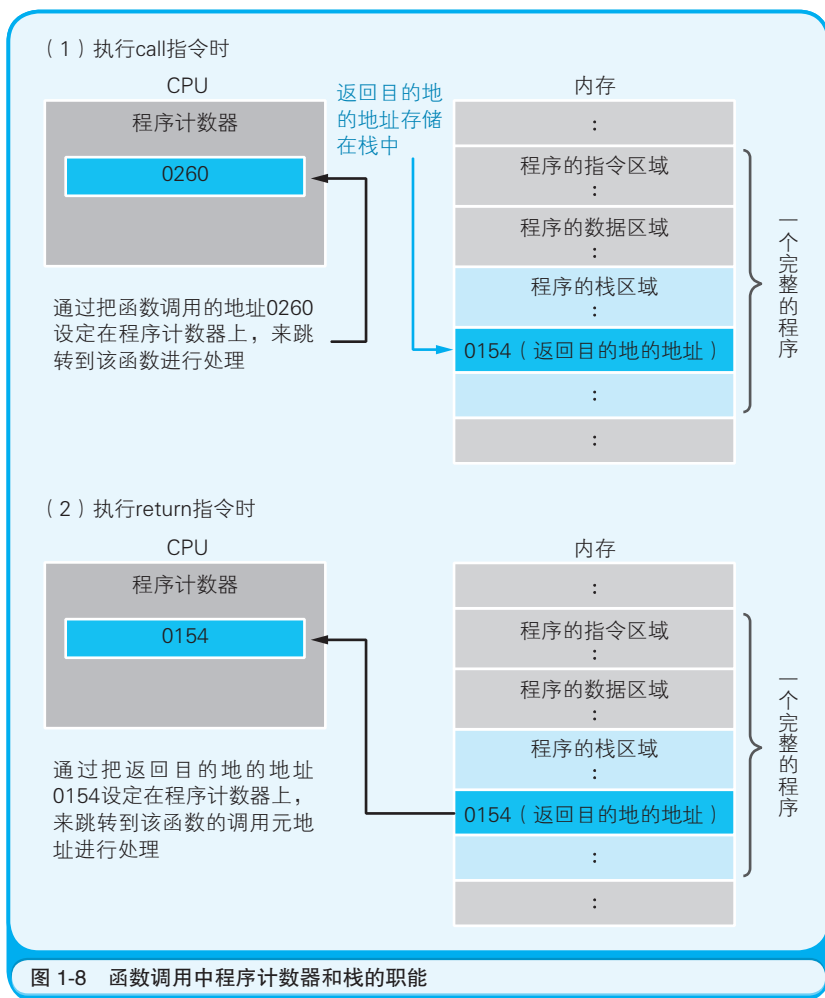 （1）执行call指令时
CPU
程序计数器
0260
通过把函数调用的地址0260
设定在程序计数器上，来跳
转到该函数进行处理
返回目的地
的地址存储
在栈中
内存
:
程序的指令区域
:
程序的数据区域
:
程序的栈区域
:
0154（返回目的地的地址）
:
:
一个完整的程序
（2）执行return指令时
CPU
程序计数器
0154
通过把返回目的地的地址
0154设定在程序计数器上，
来跳转到该函数的调用元地
址进行处理
内存
:
程序的指令区域
:
程序的数据区域
:
程序的栈区域
:
0154（返回目的地的地址）
:
:
一个完整的程序
图 1-8 函数调用中程序计数器和栈的职能